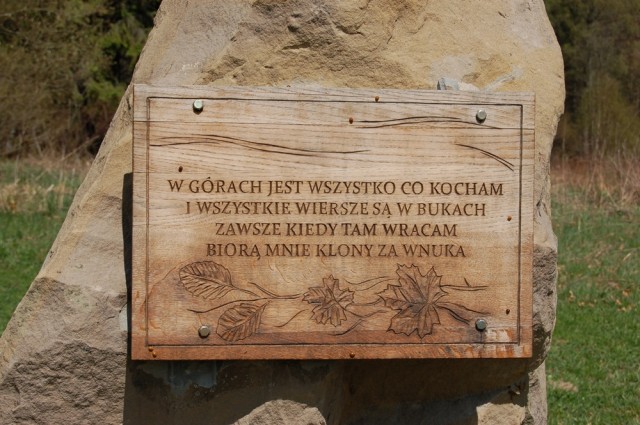 W GÓRACH JEST WSZYSTKO CO KOCHAM
I WSZYSTKIE WIERSZE SĄ W BUKACH
ZAWSZE KIEDY TAM WRACAM
BIORĄ MNIE KLONY ZA WNUKA